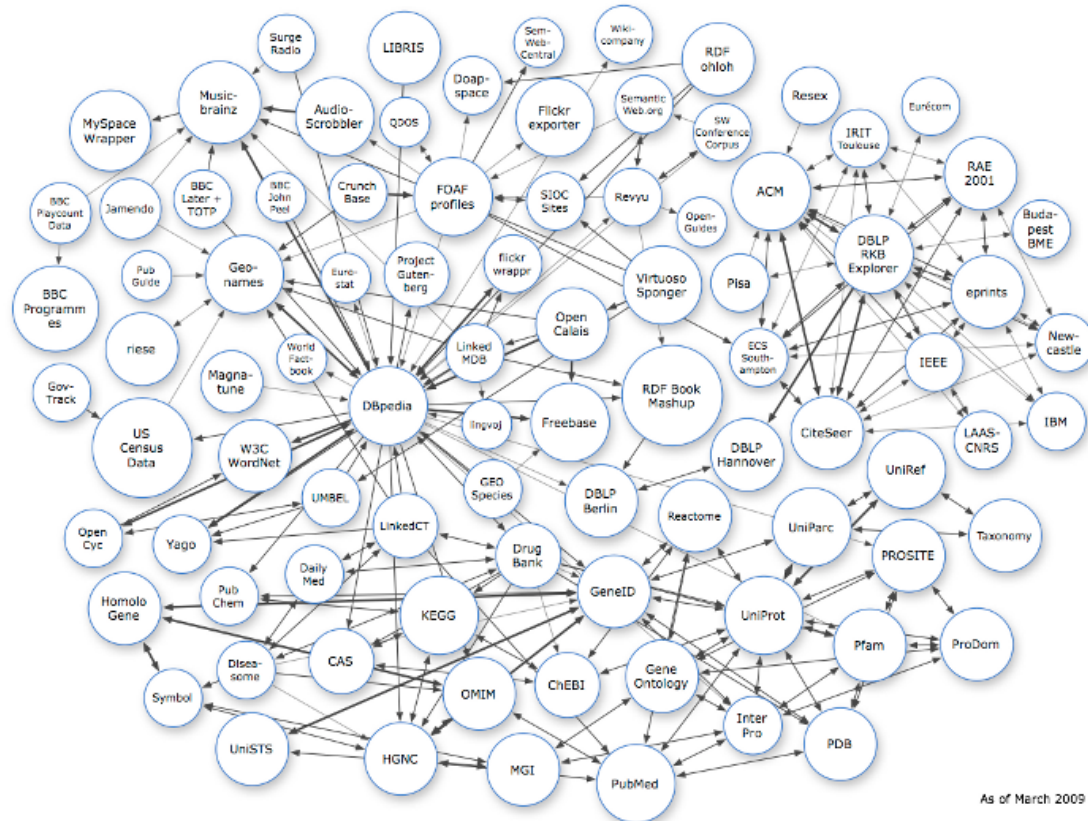 Surge
Radio
LIBRIS
Sem-
Web-
Central
Wiki-
company
RDF
ohloh
Music-
brainz
Doap-
space
MySpace
Wrapper
Audio-
Scrobbler
QDOS
Flickr
exporter
Semantic
Web.org
SW
Conference
Corpus
Resex
Eurécom
IRIT
Toulouse
RAE
2001
ACM
BBC
Playcount
Data
Jamendo
BBC
Later +
TOTP
BBC
John
Peel
Crunch
Base
FOAF
profiles
SIOC
Sites
Revyu
Open-
Guides
DBLP
RKB
Explorer
Buda-
pest
BME
Pub
Guide
Geo-
names
Euro-
stat
Project
Guten-
berg
flickr
wrappr
Virtuoso
Sponger
Pisa
eprints
BBC
Programm
es
riese
World
Fact-
book
Linked
MDB
Open
Calais
ECS
South-
ampton
IEEE
New-
castle
Gov-
Track
Magna-
tune
DBpedia
RDF Book
Mashup
US
Census
Data
W3C
WordNet
lingvoj
Freebase
CiteSeer
LAAS-
CNRS
IBM
DBLP
Hannover
UniRef
UMBEL
GEO
Species
DBLP
Berlin
Reactome
UniParc
Taxonomy
Open
Cyc
Yago
LinkedCT
Drug
Bank
PROSITE
Daily
Med
Pub
Chem
Homolo
Gene
KEGG
GeneID
UniProt
Pfam
ProDom
Disea-
some
CAS
Symbol
OMIM
ChEBI
Gene
Ontology
Inter
Pro
PDB
UniSTS
HGNC
MGI
PubMed
As of March 2009